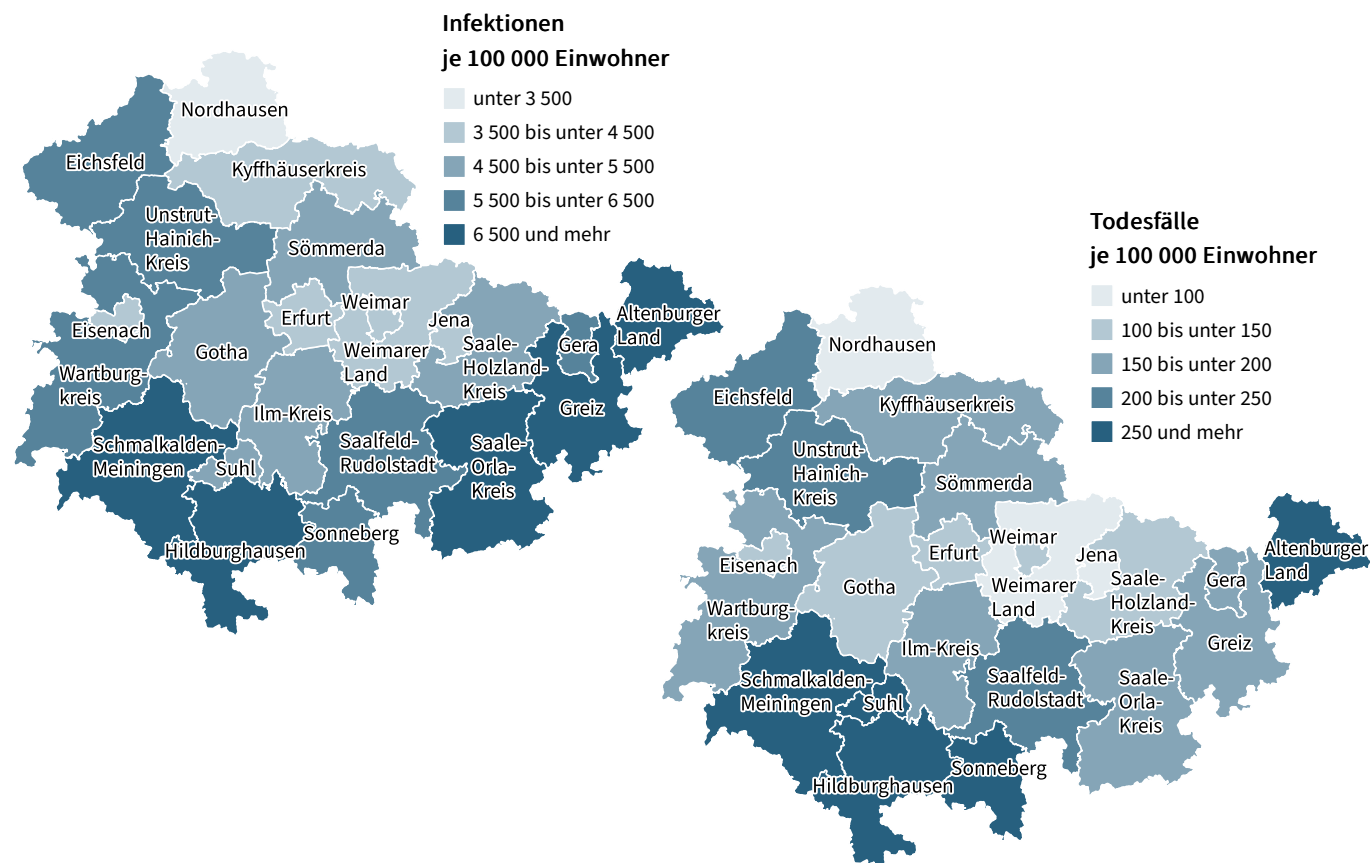 Infektionen
je 100 000 Einwohner
unter 3 500
3 500 bis unter 4 500
4 500 bis unter 5 500
5 500 bis unter 6 500
6 500 und mehr
Nordhausen
Eichsfeld
Kyffhäuserkreis
Unstrut-
Hainich-
Kreis
Sömmerda
Eisenach
Erfurt
Weimar
Jena
Gera
Altenburger
Land
Gotha
Weimarer
Land
Saale-
Holzland-
Kreis
Wartburg-
kreis
Ilm-Kreis
Greiz
Schmalkalden-
Meiningen
Suhl
Saalfeld-
Rudolstadt
Saale-
Orla-
Kreis
Hildburghausen
Sonneberg
Todesfälle
je 100 000 Einwohner
unter 100
100 bis unter 150
150 bis unter 200
200 bis unter 250
250 und mehr
Nordhausen
Eichsfeld
Kyffhäuserkreis
Unstrut-
Hainich-
Kreis
Sömmerda
Eisenach
Erfurt
Weimar
Jena
Gera
Altenburger
Land
Gotha
Weimarer
Land
Saale-
Holzland-
Kreis
Wartburg-
kreis
Ilm-Kreis
Greiz
Schmalkalden-
Meiningen
Suhl
Saalfeld-
Rudolstadt
Saale-
Orla-
Kreis
Hildburghausen
Sonneberg